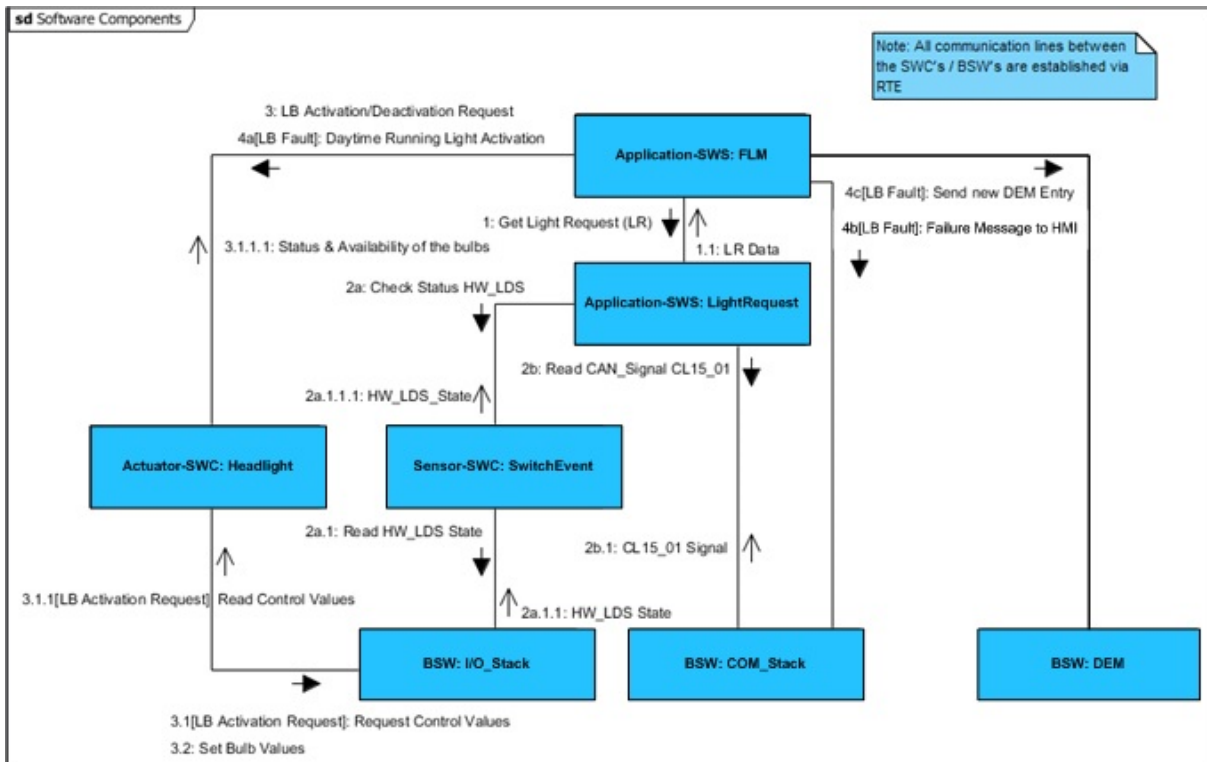 sd Software Components
Note: All communication lines between
the SWC's / BSW's are established via
RTE
3: LB Activation/Deactivation Request
4a[LB Fault]: Daytime Running Light Activation
Application-SWS: FLM
4c[LB Fault]: Send new DEM Entry
4b[LB Fault]: Failure Message to HMI
1: Get Light Request (LR)
3.1.1.1: Status & Availability of the bulbs
1.1: LR Data
2a: Check Status HW_LDS
Application-SWS: LightRequest
2b: Read CAN_Signal CL15_01
2a.1.1.1: HW_LDS_State
Actuator-SWC: Headlight
Sensor-SWC: SwitchEvent
2a.1: Read HW_LDS State
2b.1: CL15_01 Signal
3.1.1[LB Activation Request] Read Control Values
2a.1.1: HW_LDS State
BSW: I/O_Stack
BSW: COM_Stack
BSW: DEM
3.1[LB Activation Request]: Request Control Values
3.2: Set Bulb Values